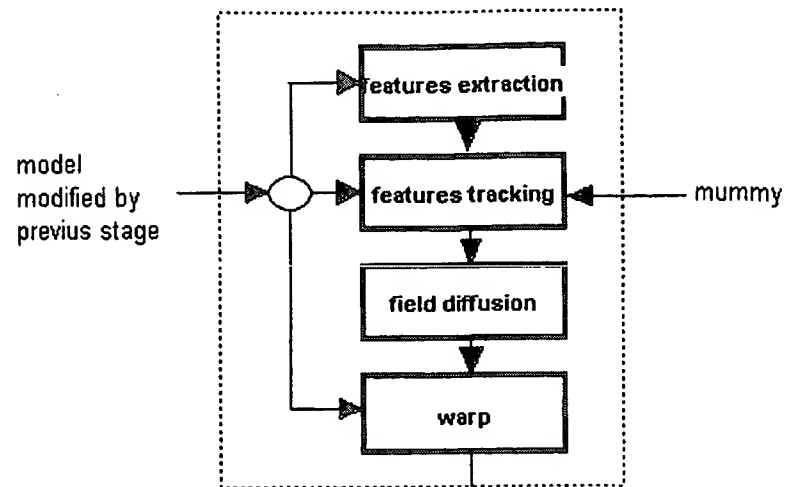 features extraction
model
modified by
previus stage
features tracking
mummy
field diffusion
warp